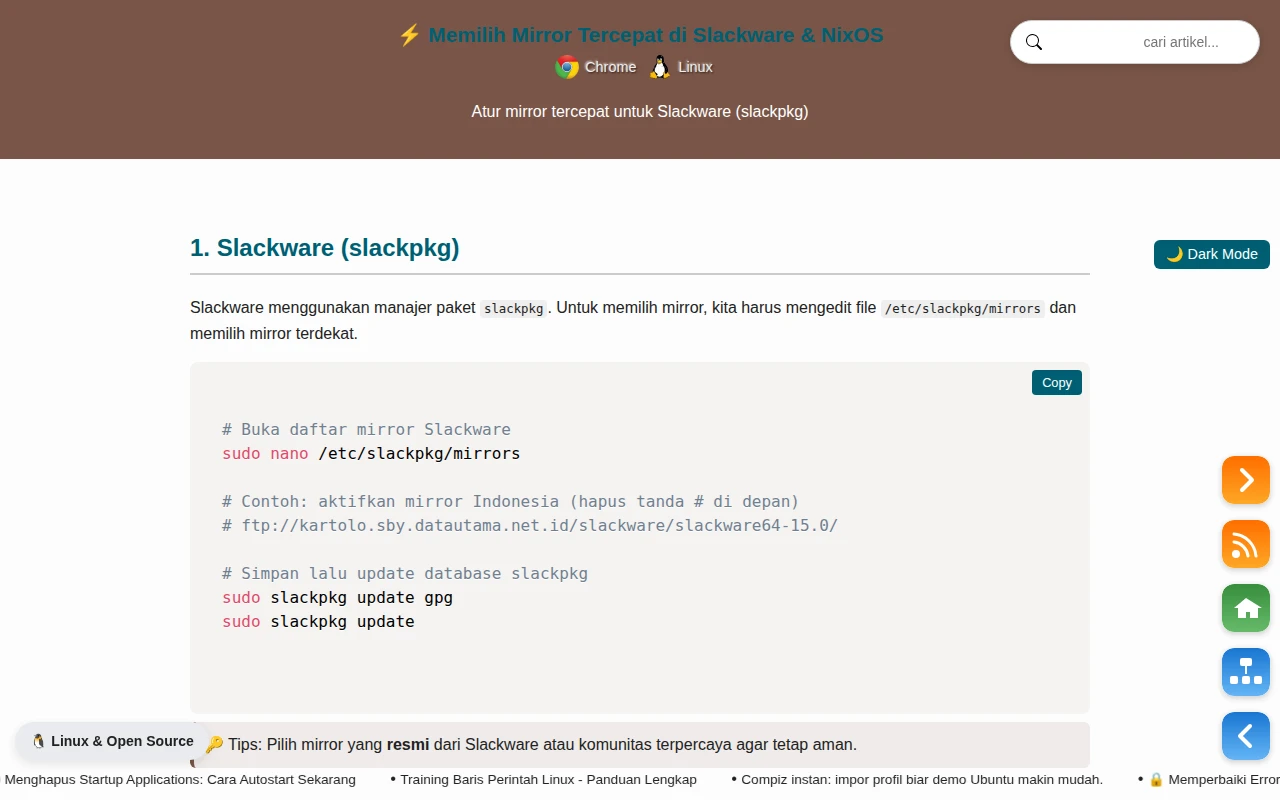 ⚡ Memilih Mirror Tercepat di Slackware & NixOS
Chrome Linux
cari artikel...
Atur mirror tercepat untuk Slackware (slackpkg)
1. Slackware (slackpkg)
🌙 Dark Mode
Slackware menggunakan manajer paket slackpkg. Untuk memilih mirror, kita harus mengedit file /etc/slackpkg/mirrors dan
memilih mirror terdekat.
Copy
# Buka daftar mirror Slackware
sudo nano /etc/slackpkg/mirrors
# Contoh: aktifkan mirror Indonesia (hapus tanda # di depan)
# ftp://kartolo.sby.datautama.net.id/slackware/slackware64-15.0/
# Simpan lalu update database slackpkg
sudo slackpkg update gpg
sudo slackpkg update
🔑 Tips: Pilih mirror yang resmi dari Slackware atau komunitas terpercaya agar tetap aman.
🐧 Linux & Open Source
Menghapus Startup Applications: Cara Autostart Sekarang • Training Baris Perintah Linux - Panduan Lengkap • Compiz instan: impor profil biar demo Ubuntu makin mudah. • 🔒 Memperbaiki Error